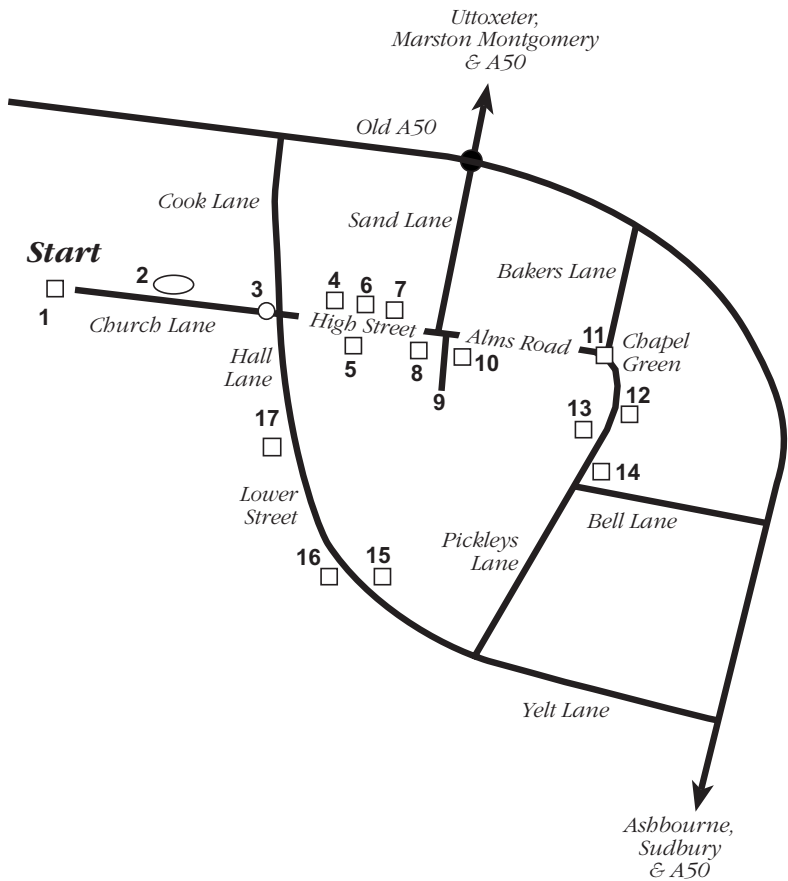 Uttoxeter,
Marston Montgomery
& A50
Old A50
Cook Lane
Sand Lane
Start
Bakers Lane
2
3
4
6
7
1
Church Lane
High Street
Alms Road
11
Chapel
Green
Hall
Lane
5
8
10
9
12
13
17
14
Lower
Street
Bell Lane
Pickleys
Lane
16
15
Yelt Lane
Ashbourne,
Sudbury
& A50